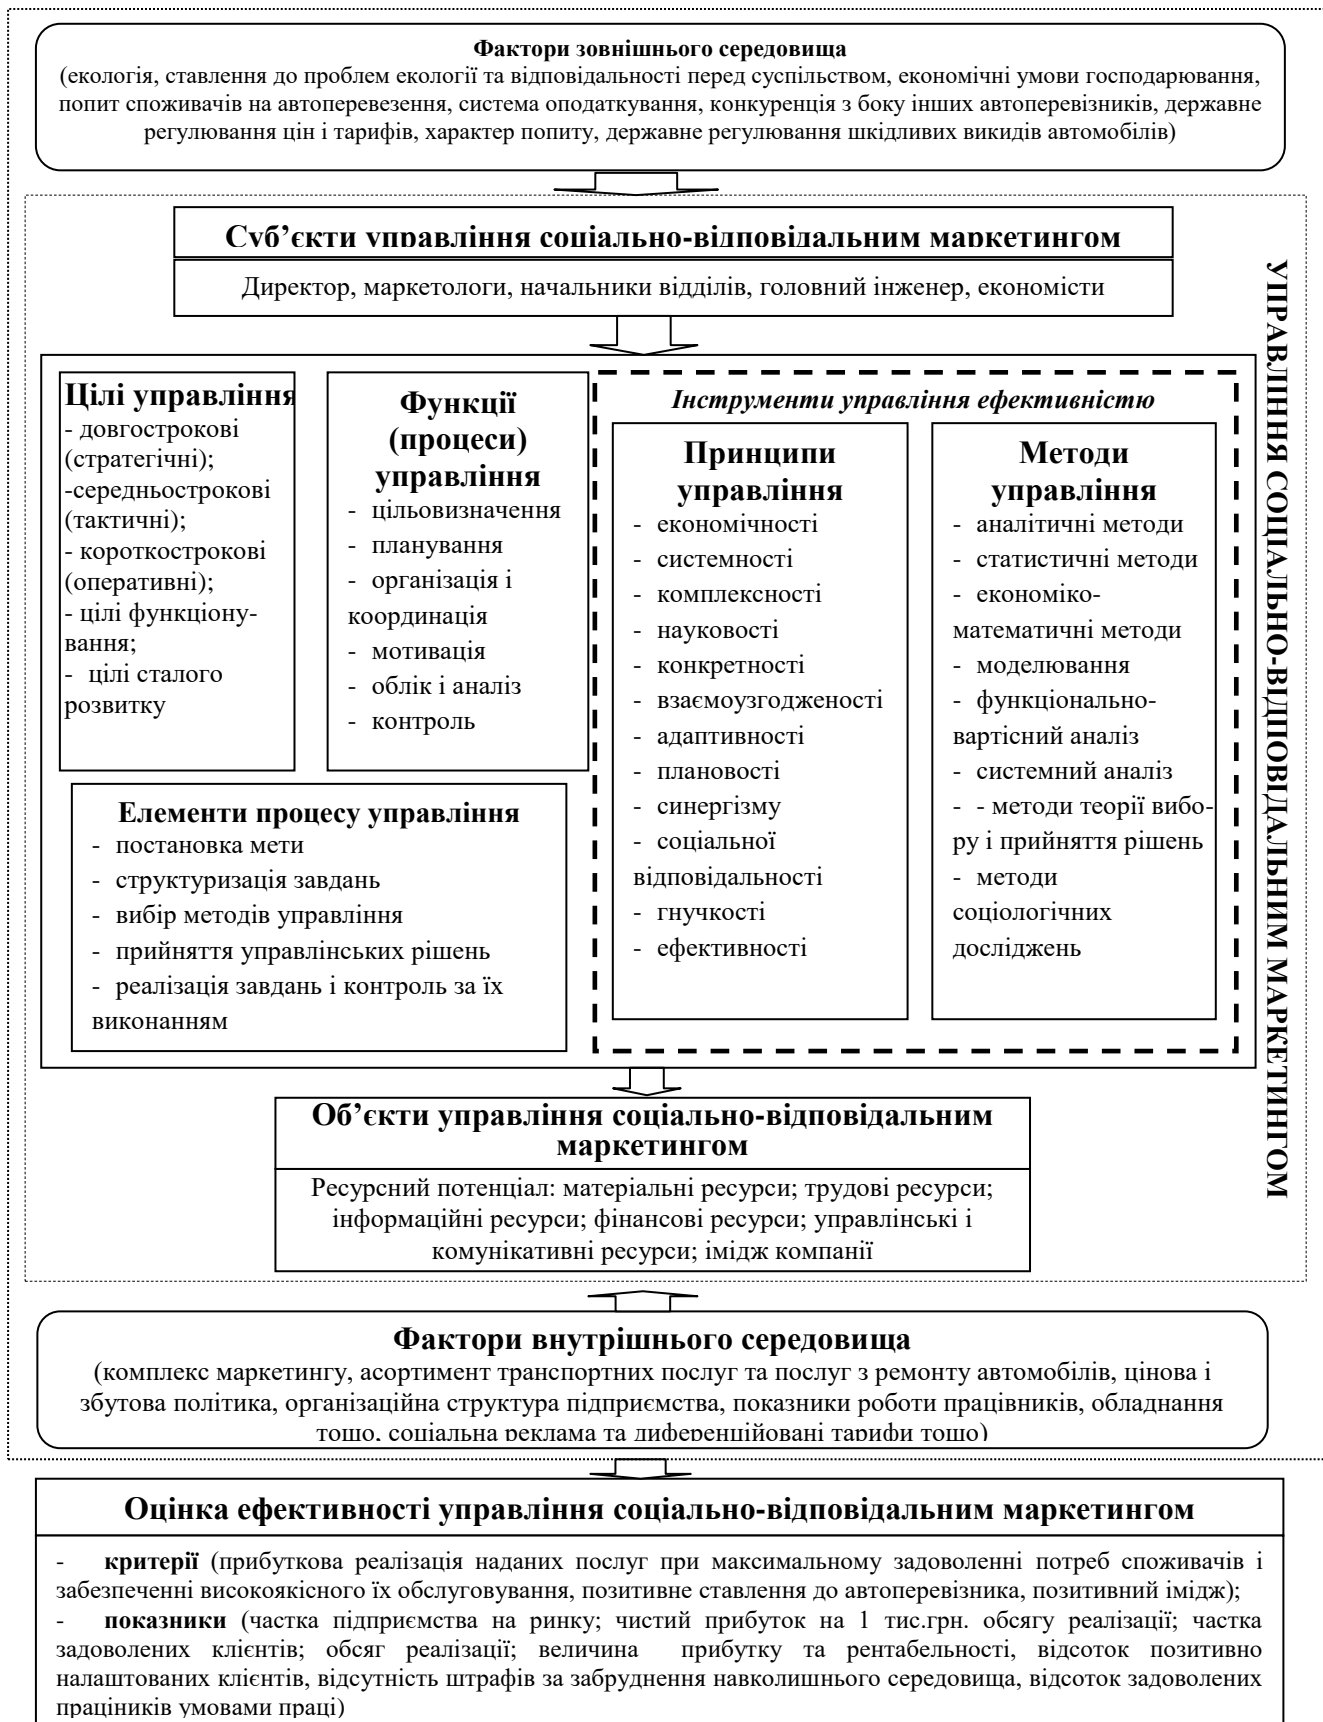 Фактори зовнішнього середовища
(екологія, ставлення до проблем екології та відповідальності перед суспільством, економічні умови господарювання,
попит споживачів на автоперевезення, система оподаткування, конкуренція з боку інших автоперевізників, державне
регулювання цін і тарифів, характер попиту, державне регулювання шкідливих викидів автомобілів)
Суб’єкти управління соціально-відповідальним маркетингом
Директор, маркетологи, начальники відділів, головний інженер, економісти
Цілі управління
- довгострокові
(стратегічні);
-середньострокові
(тактичні);
- короткострокові
(оперативні);
- цілі функціону-
вання;
- цілі сталого
розвитку
Функції
(процеси)
управління
- цільовизначення
- планування
- організація і
координація
- мотивація
- облік і аналіз
- контроль
Інструменти управління ефективністю
Принципи
управління
- економічності
- системності
- комплексності
- науковості
- конкретності
- взаємоузгодженості
- адаптивності
- плановості
- синергізму
- соціальної
відповідальності
- гнучкості
- ефективності
Методи
управління
- аналітичні методи
- статистичні методи
- економіко-
математичні методи
- моделювання
- функціонально-
вартісний аналіз
- системний аналіз
- - методи теорії вибо-
ру і прийняття рішень
- методи
соціологічних
досліджень
Елементи процесу управління
- постановка мети
- структуризація завдань
- вибір методів управління
- прийняття управлінських рішень
- реалізація завдань і контроль за їх
виконанням
УПРАВЛІННЯ СОЦІАЛЬНО-ВІДПОВІДАЛЬНИМ МАРКЕТИНГОМ
Об’єкти управління соціально-відповідальним
маркетингом
Ресурсний потенціал: матеріальні ресурси; трудові ресурси;
інформаційні ресурси; фінансові ресурси; управлінські і
комунікативні ресурси; імідж компанії
Фактори внутрішнього середовища
(комплекс маркетингу, асортимент транспортних послуг та послуг з ремонту автомобілів, цінова і
збутова політика, організаційна структура підприємства, показники роботи працівників, обладнання
тощо, соціальна реклама та диференційовані тарифи тощо)
Оцінка ефективності управління соціально-відповідальним маркетингом
- критерії (прибуткова реалізація наданих послуг при максимальному задоволенні потреб споживачів і
забезпеченні високоякісного їх обслуговування, позитивне ставлення до автоперевізника, позитивний імідж);
- показники (частка підприємства на ринку; чистий прибуток на 1 тис.грн. обсягу реалізації; частка
задоволених клієнтів; обсяг реалізації; величина прибутку та рентабельності, відсоток позитивно
налаштованих клієнтів, відсутність штрафів за забруднення навколишнього середовища, відсоток задоволених
праціників умовами праці)